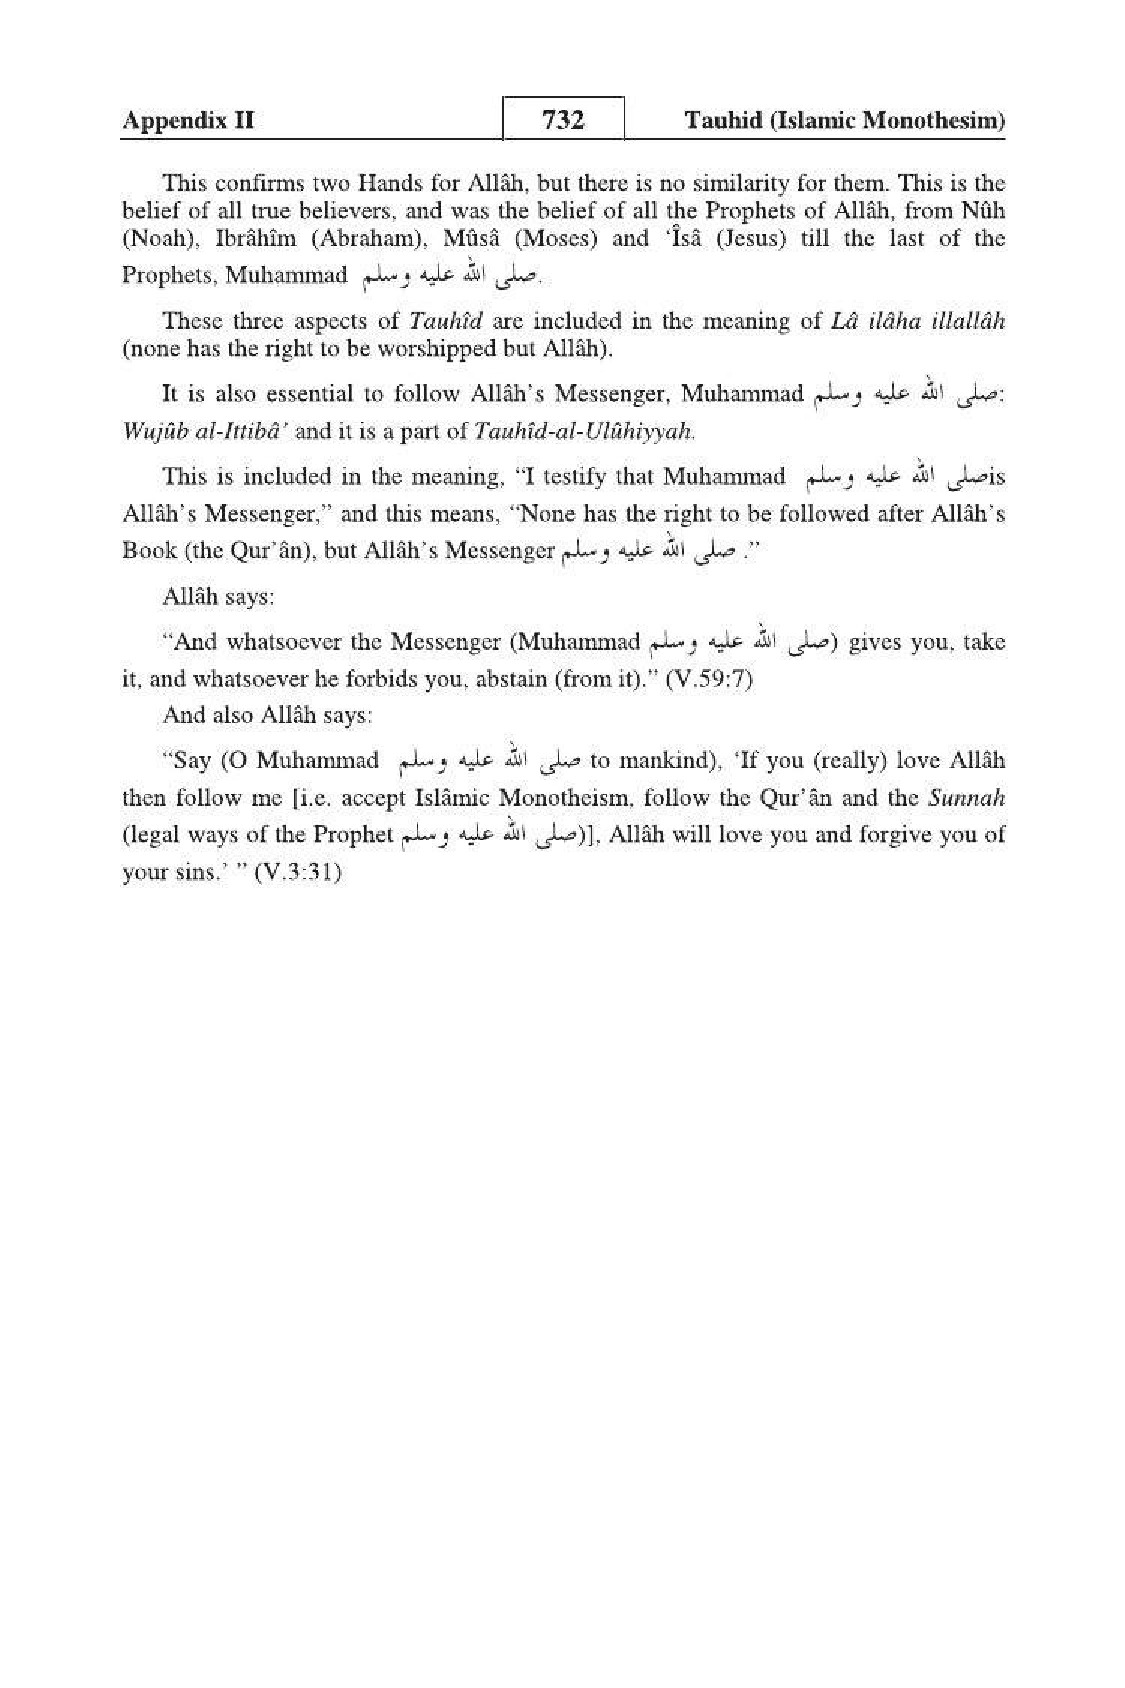 Appendix II 732 Tauhid (Islamic Monothesim)
This confirms two Hands for Allâh, but there is no similarity for them. This is the
belief of all true believers, and was the belief of all the Prophets of Allâh, from Nûh
(Noah), Ibrâhîm (Abraham), Mûsâ (Moses) and ‘Îsâ (Jesus) till the last of the
Prophets, Muhammad صلى الله عليه وسلم.
These three aspects of Tauhîd are included in the meaning of Lâ ilâha illallâh
(none has the right to be worshipped but Allâh).
It is also essential to follow Allâh’s Messenger, Muhammad صلى الله عليه وسلم:
Wujûb al-Ittibâ’ and it is a part of Tauhîd-al-Ulûhiyyah.
This is included in the meaning, “I testify that Muhammad صلى الله عليه وسلم is
Allâh’s Messenger,” and this means, “None has the right to be followed after Allâh’s
Book (the Qur’ân), but Allâh’s Messenger صلى الله عليه وسلم .”
Allâh says:
“And whatsoever the Messenger (Muhammad صلى الله عليه وسلم) gives you, take
it, and whatsoever he forbids you, abstain (from it).” (V.59:7)
And also Allâh says:
“Say (O Muhammad صلى الله عليه وسلم to mankind), ‘If you (really) love Allâh
then follow me [i.e. accept Islâmic Monotheism, follow the Qur’ân and the Sunnah
(legal ways of the Prophet صلى الله عليه وسلم)], Allâh will love you and forgive you of
your sins.’ ” (V.3:31)